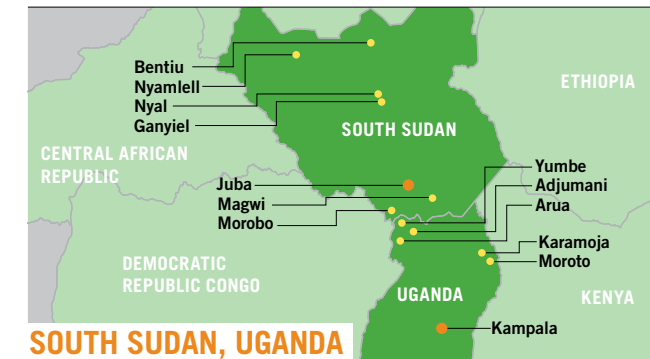 Bentiu
Nyamlell
Nyal
Ganyiel
ETHIOPIA
SOUTH SUDAN
CENTRAL AFRICAN
REPUBLIC
Juba
Magwi
Morobo
Yumbe
Adjumani
Arua
Karamoja
Moroto
DEMOCRATIC
REPUBLIC CONGO
UGANDA
KENYA
Kampala
SOUTH SUDAN, UGANDA